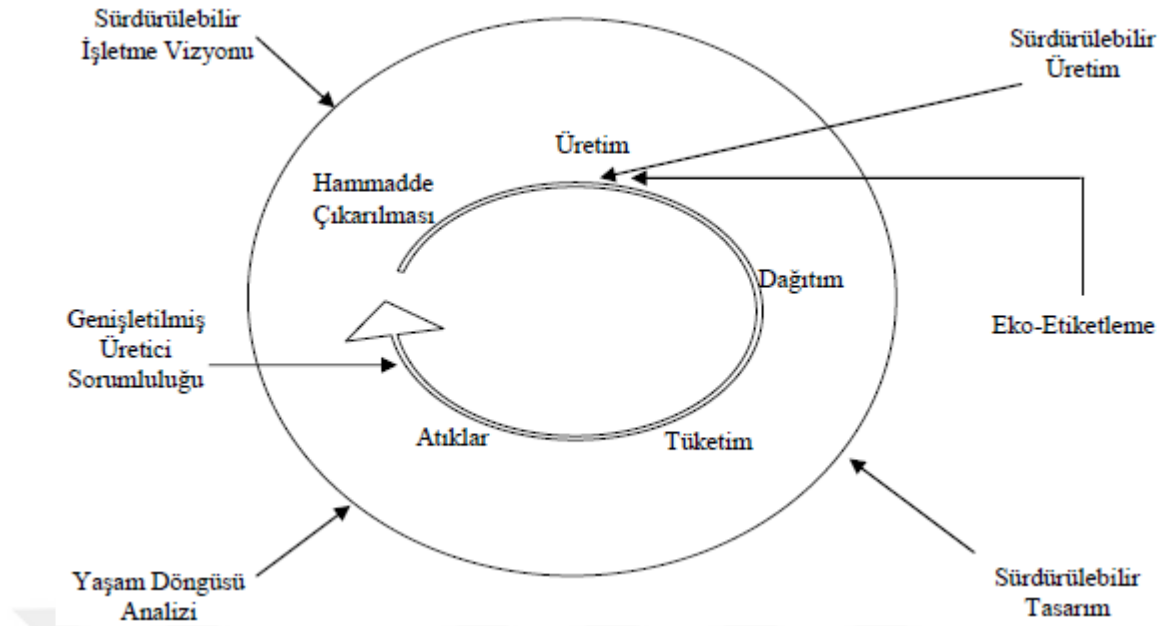 Sürdürülebilir
İşletme Vizyonu
Sürdürülebilir
Üretim
Üretim
Hammadde
Çıkarılması
Dağıtım
Genişletilmiş
Üretici
Sorumluluğu
Eko-Etiketleme
Atıklar
Tüketim
Yaşam Döngüsü
Analizi
Sürdürülebilir
Tasarım